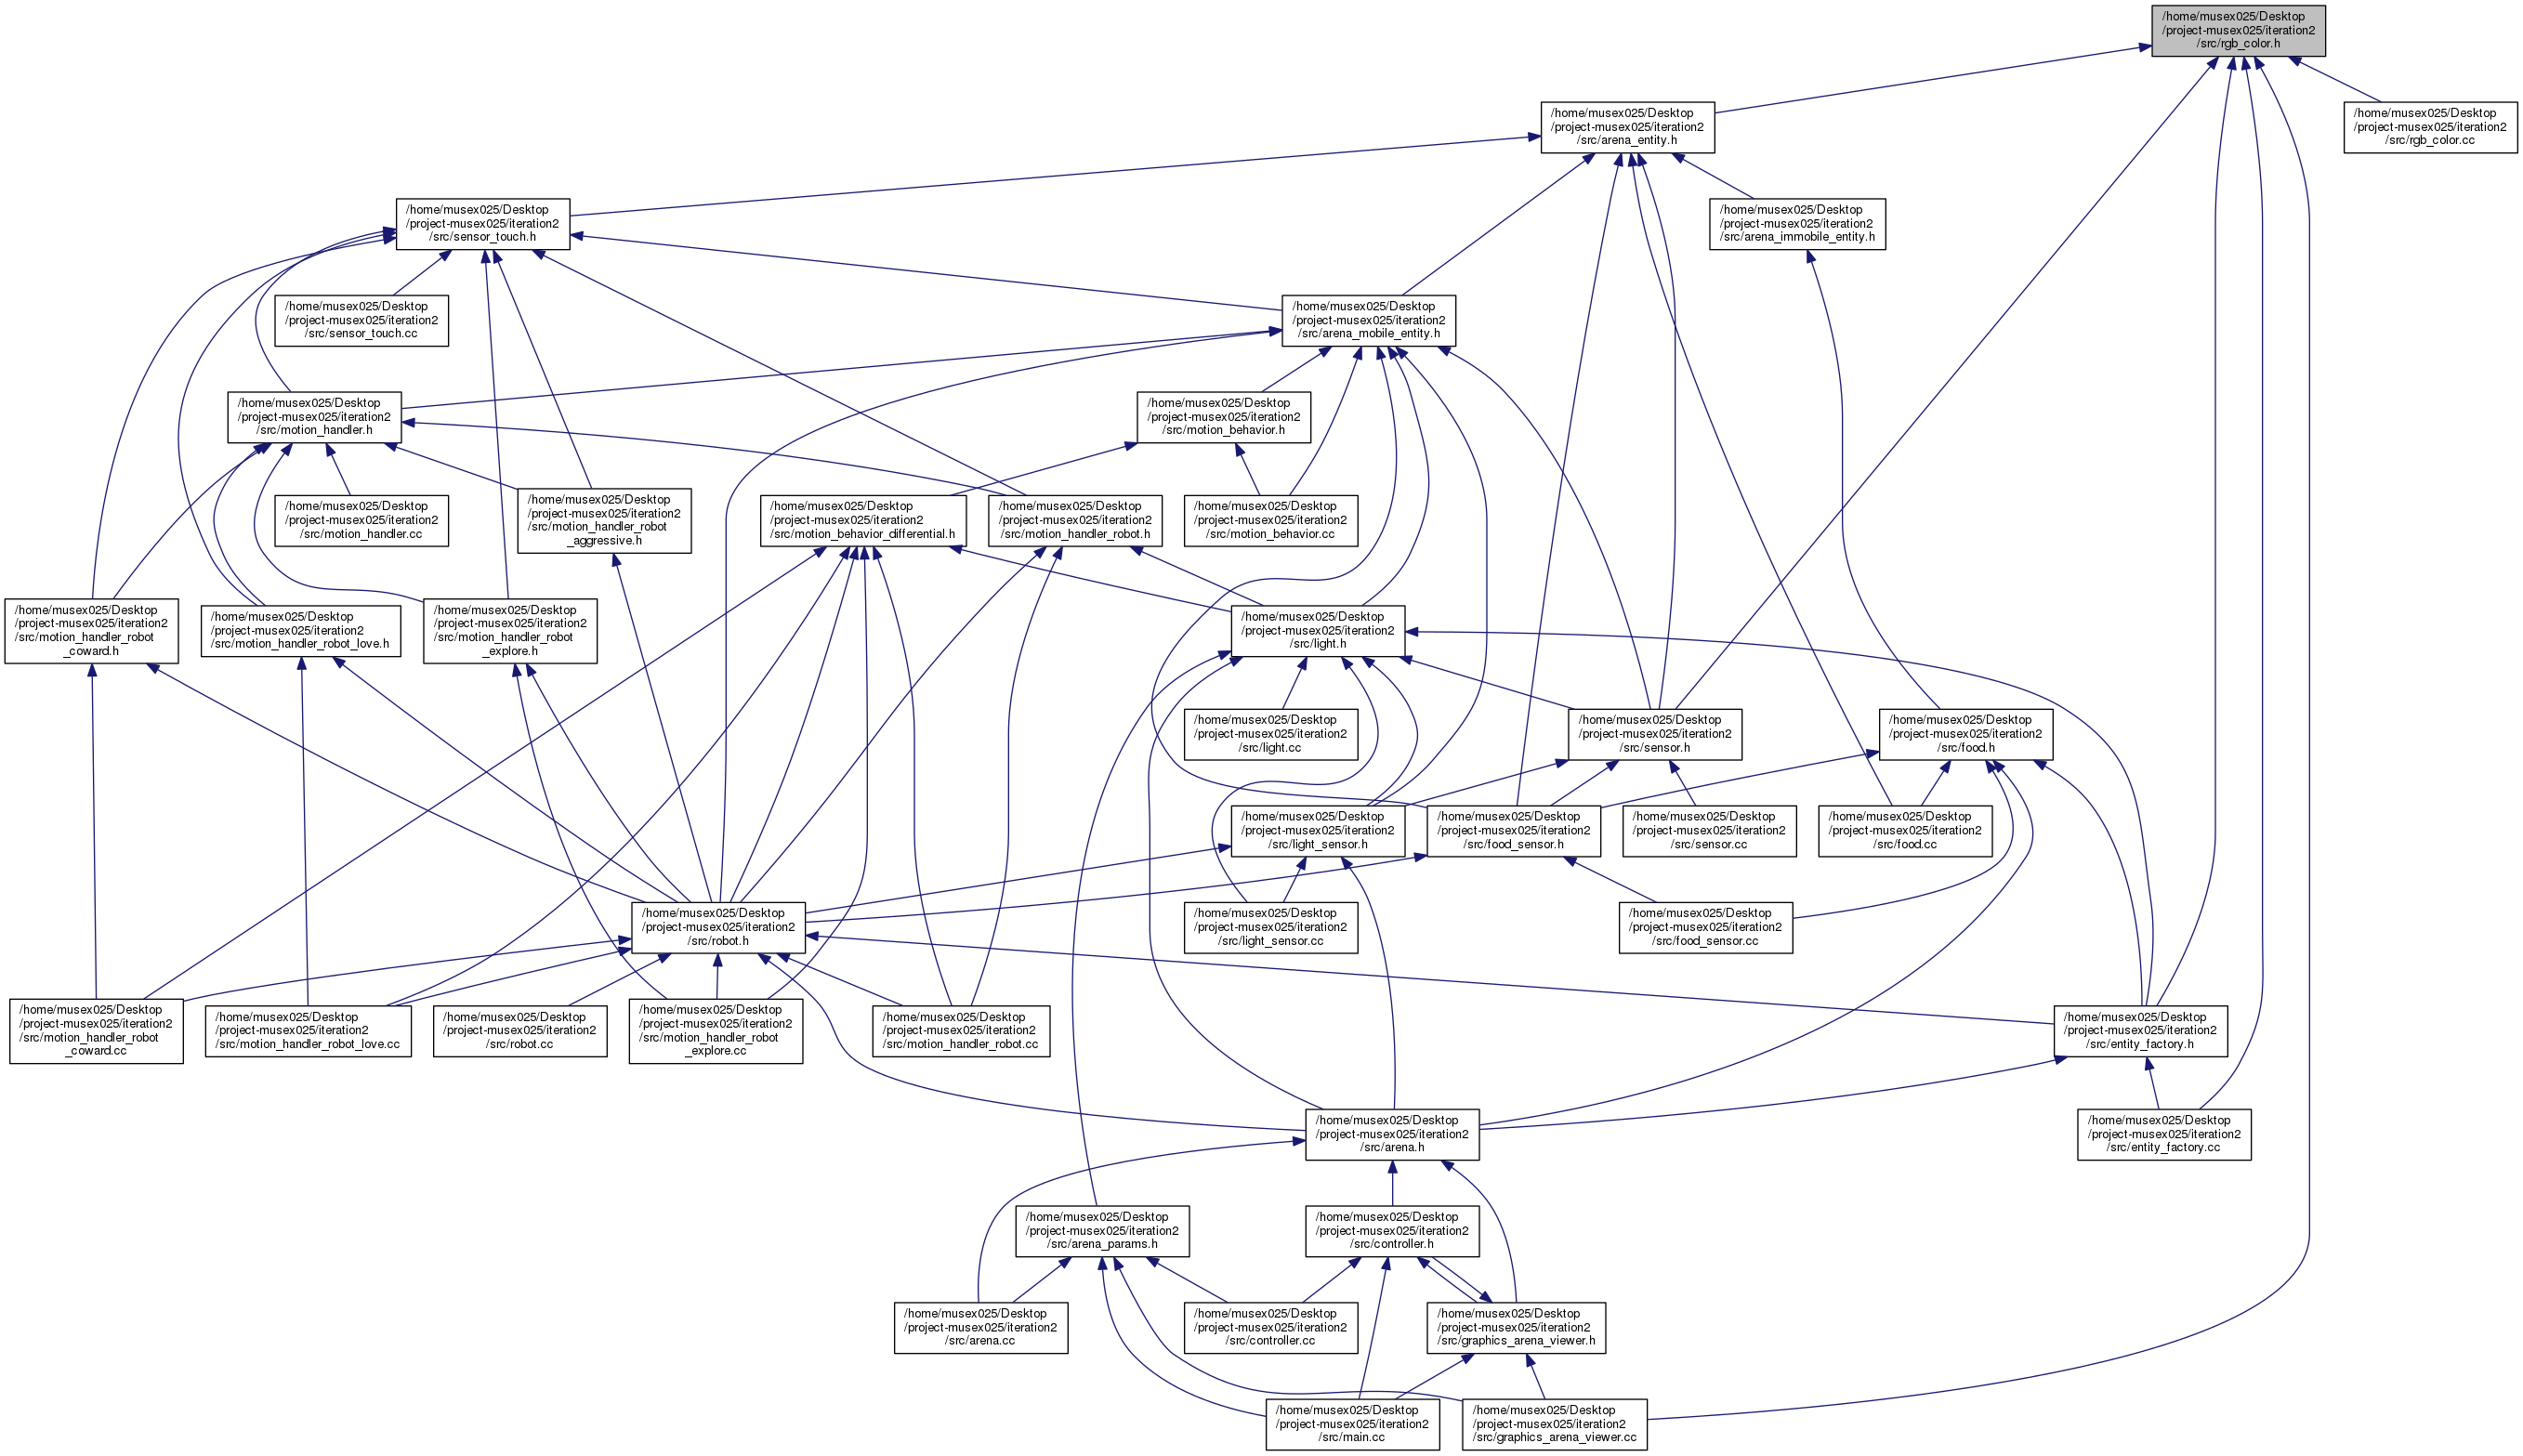 /home/musex025/Desktop
/project-musex025/iteration2
/src/rgb_color.h
/home/musex025/Desktop
/project-musex025/iteration2
/src/arena_entity.h
/home/musex025/Desktop
/project-musex025/iteration2
/src/rgb_color.cc
/home/musex025/Desktop
/project-musex025/iteration2
/src/sensor_touch.h
/home/musex025/Desktop
/project-musex025/iteration2
/src/arena_immobile_entity.h
/home/musex025/Desktop
/project-musex025/iteration2
/src/sensor_touch.cc
/home/musex025/Desktop
/project-musex025/iteration2
/src/arena_mobile_entity.h
/home/musex025/Desktop
/project-musex025/iteration2
/src/motion_handler.h
/home/musex025/Desktop
/project-musex025/iteration2
/src/motion_behavior.h
/home/musex025/Desktop
/project-musex025/iteration2
/src/motion_handler.cc
/home/musex025/Desktop
/project-musex025/iteration2
/src/motion_handler_robot
_aggressive.h
/home/musex025/Desktop
/project-musex025/iteration2
/src/motion_behavior_differential.h
/home/musex025/Desktop
/project-musex025/iteration2
/src/motion_handler_robot.h
/home/musex025/Desktop
/project-musex025/iteration2
/src/motion_behavior.cc
/home/musex025/Desktop
/project-musex025/iteration2
/src/motion_handler_robot
_coward.h
/home/musex025/Desktop
/project-musex025/iteration2
/src/motion_handler_robot_love.h
/home/musex025/Desktop
/project-musex025/iteration2
/src/motion_handler_robot
_explore.h
/home/musex025/Desktop
/project-musex025/iteration2
/src/light.h
/home/musex025/Desktop
/project-musex025/iteration2
/src/light.cc
/home/musex025/Desktop
/project-musex025/iteration2
/src/sensor.h
/home/musex025/Desktop
/project-musex025/iteration2
/src/food.h
/home/musex025/Desktop
/project-musex025/iteration2
/src/light_sensor.h
/home/musex025/Desktop
/project-musex025/iteration2
/src/food_sensor.h
/home/musex025/Desktop
/project-musex025/iteration2
/src/sensor.cc
/home/musex025/Desktop
/project-musex025/iteration2
/src/food.cc
/home/musex025/Desktop
/project-musex025/iteration2
/src/robot.h
/home/musex025/Desktop
/project-musex025/iteration2
/src/light_sensor.cc
/home/musex025/Desktop
/project-musex025/iteration2
/src/food_sensor.cc
/home/musex025/Desktop
/project-musex025/iteration2
/src/motion_handler_robot
_coward.cc
/home/musex025/Desktop
/project-musex025/iteration2
/src/motion_handler_robot_love.cc
/home/musex025/Desktop
/project-musex025/iteration2
/src/robot.cc
/home/musex025/Desktop
/project-musex025/iteration2
/src/motion_handler_robot
_explore.cc
/home/musex025/Desktop
/project-musex025/iteration2
/src/motion_handler_robot.cc
/home/musex025/Desktop
/project-musex025/iteration2
/src/entity_factory.h
/home/musex025/Desktop
/project-musex025/iteration2
/src/arena.h
/home/musex025/Desktop
/project-musex025/iteration2
/src/entity_factory.cc
/home/musex025/Desktop
/project-musex025/iteration2
/src/arena_params.h
/home/musex025/Desktop
/project-musex025/iteration2
/src/controller.h
/home/musex025/Desktop
/project-musex025/iteration2
/src/arena.cc
/home/musex025/Desktop
/project-musex025/iteration2
/src/controller.cc
/home/musex025/Desktop
/project-musex025/iteration2
/src/graphics_arena_viewer.h
/home/musex025/Desktop
/project-musex025/iteration2
/src/main.cc
/home/musex025/Desktop
/project-musex025/iteration2
/src/graphics_arena_viewer.cc